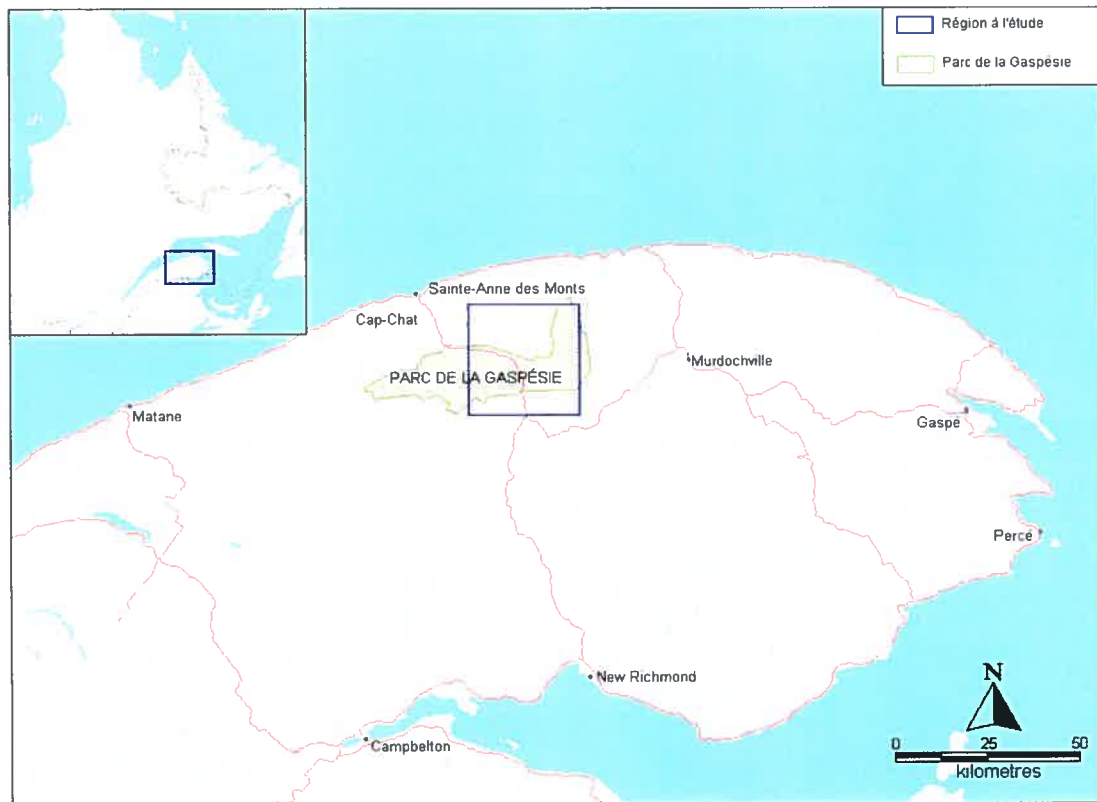 Région à l'étude
Parc de la Gaspésie
Sainte-Anne des Monts
Cap-Chat
Murdochville
PARC DE LA GASPÉSIE
Matane
Gaspé
Percé
New Richmond
N
Campbelton
0 25 50
kilometres